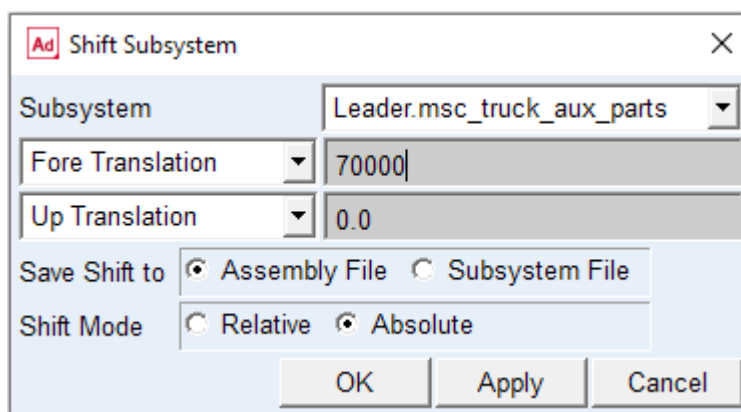 Ad Shift Subsystem
Subsystem Leader.msc_truck_aux_parts
Fore Translation 70000
Up Translation 0.0
Save Shift to Assembly File Subsystem File
Shift Mode Relative Absolute
OK Apply Cancel